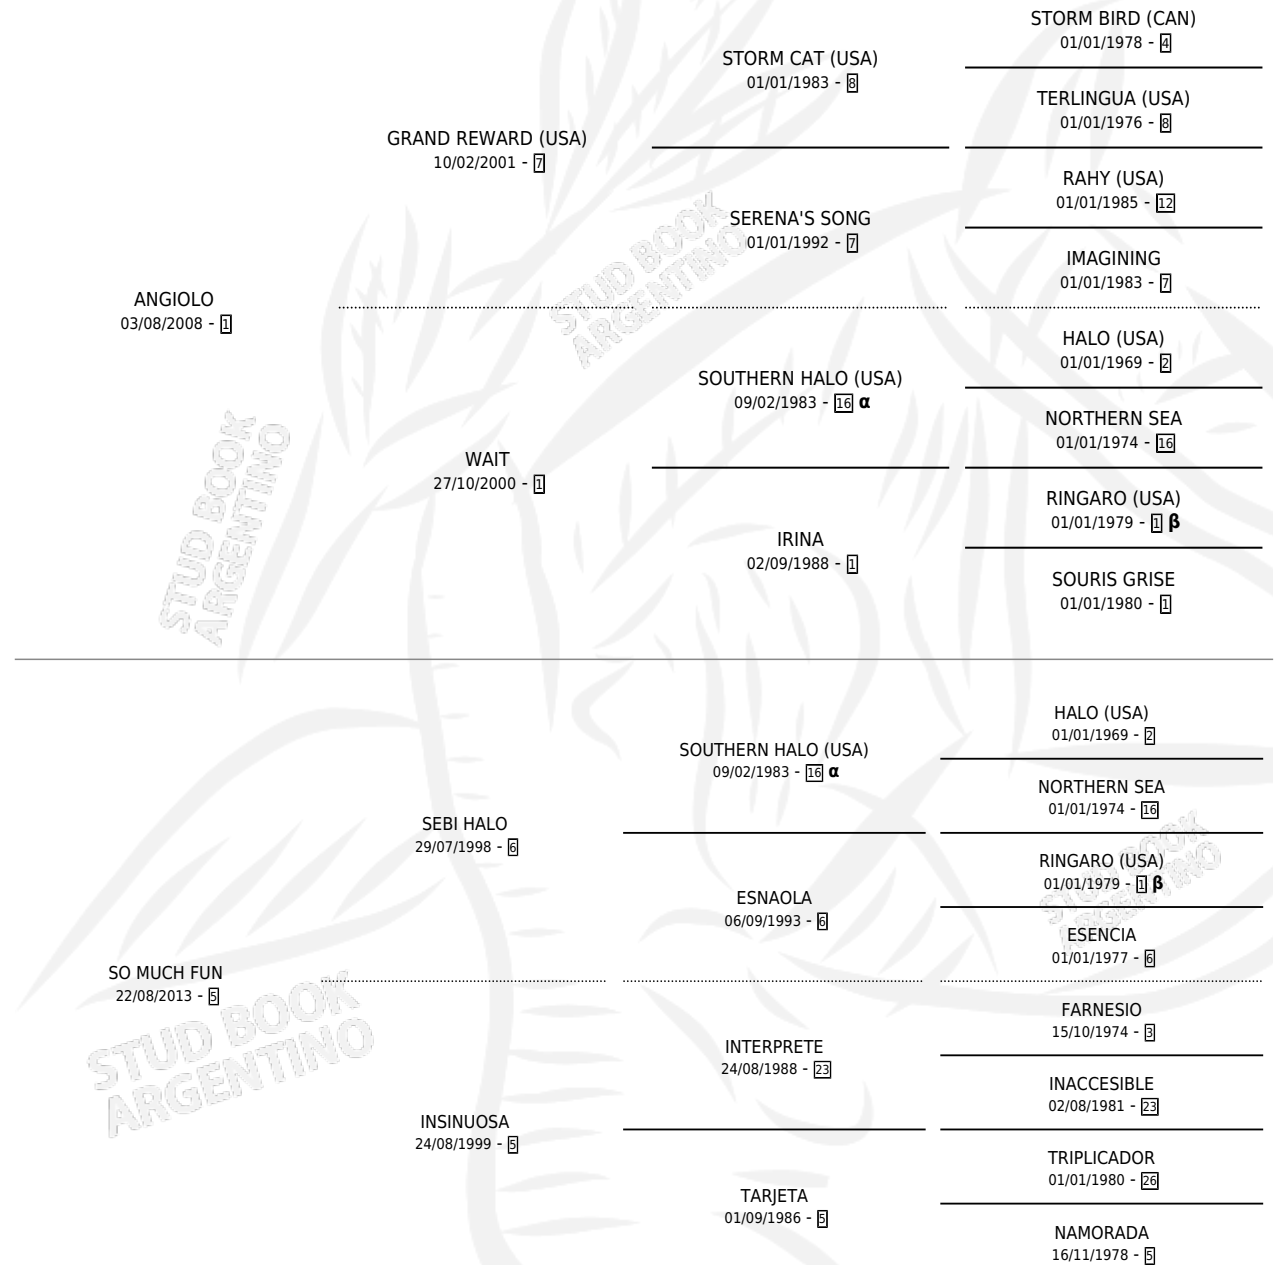 STORM BIRD (CAN)
01/01/1978 - 4
STORM CAT (USA)
01/01/1983 - 8
TERLINGUA (USA)
01/01/1976 - 8
GRAND REWARD (USA)
10/02/2001 - 7
RAHY (USA)
01/01/1985 - 12
SERENA'S SONG
01/01/1992 - 7
IMAGINING
01/01/1983 - 7
ANGIOLO
03/08/2008 - 1
HALO (USA)
01/01/1969 - 2
SOUTHERN HALO (USA)
09/02/1983 - 16 α
NORTHERN SEA
01/01/1974 - 16
WAIT
27/10/2000 - 1
RINGARO (USA)
01/01/1979 - 1 β
IRINA
02/09/1988 - 1
SOURIS GRISE
01/01/1980 - 1
HALO (USA)
01/01/1969 - 2
SOUTHERN HALO (USA)
09/02/1983 - 16 α
NORTHERN SEA
01/01/1974 - 16
SEBI HALO
29/07/1998 - 6
RINGARO (USA)
01/01/1979 - 1 β
ESNAOLA
06/09/1993 - 6
ESENCIA
01/01/1977 - 6
SO MUCH FUN
22/08/2013 - 5
FARNESIO
15/10/1974 - 3
INTERPRETE
24/08/1988 - 23
INACCESIBLE
02/08/1981 - 23
INSINUOSA
24/08/1999 - 5
TRIPLICADOR
01/01/1980 - 26
TARJETA
01/09/1986 - 5
NAMORADA
16/11/1978 - 5
STUD BOOK
ARGENTINO
STUD BOOK
ARGENTINO
STUD BOOK
ARGENTINO
STUD BOOK
ARGENTINO